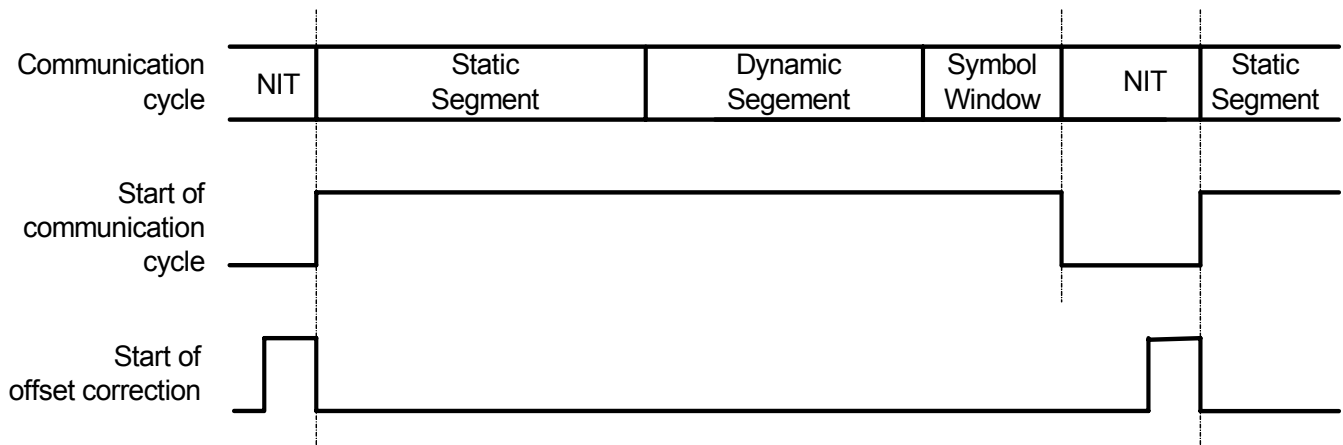 Communication
cycle
NIT
Static
Segment
Dynamic
Segement
Symbol
Window
NIT
Static
Segment
Start of
communication
cycle
Start of
offset correction